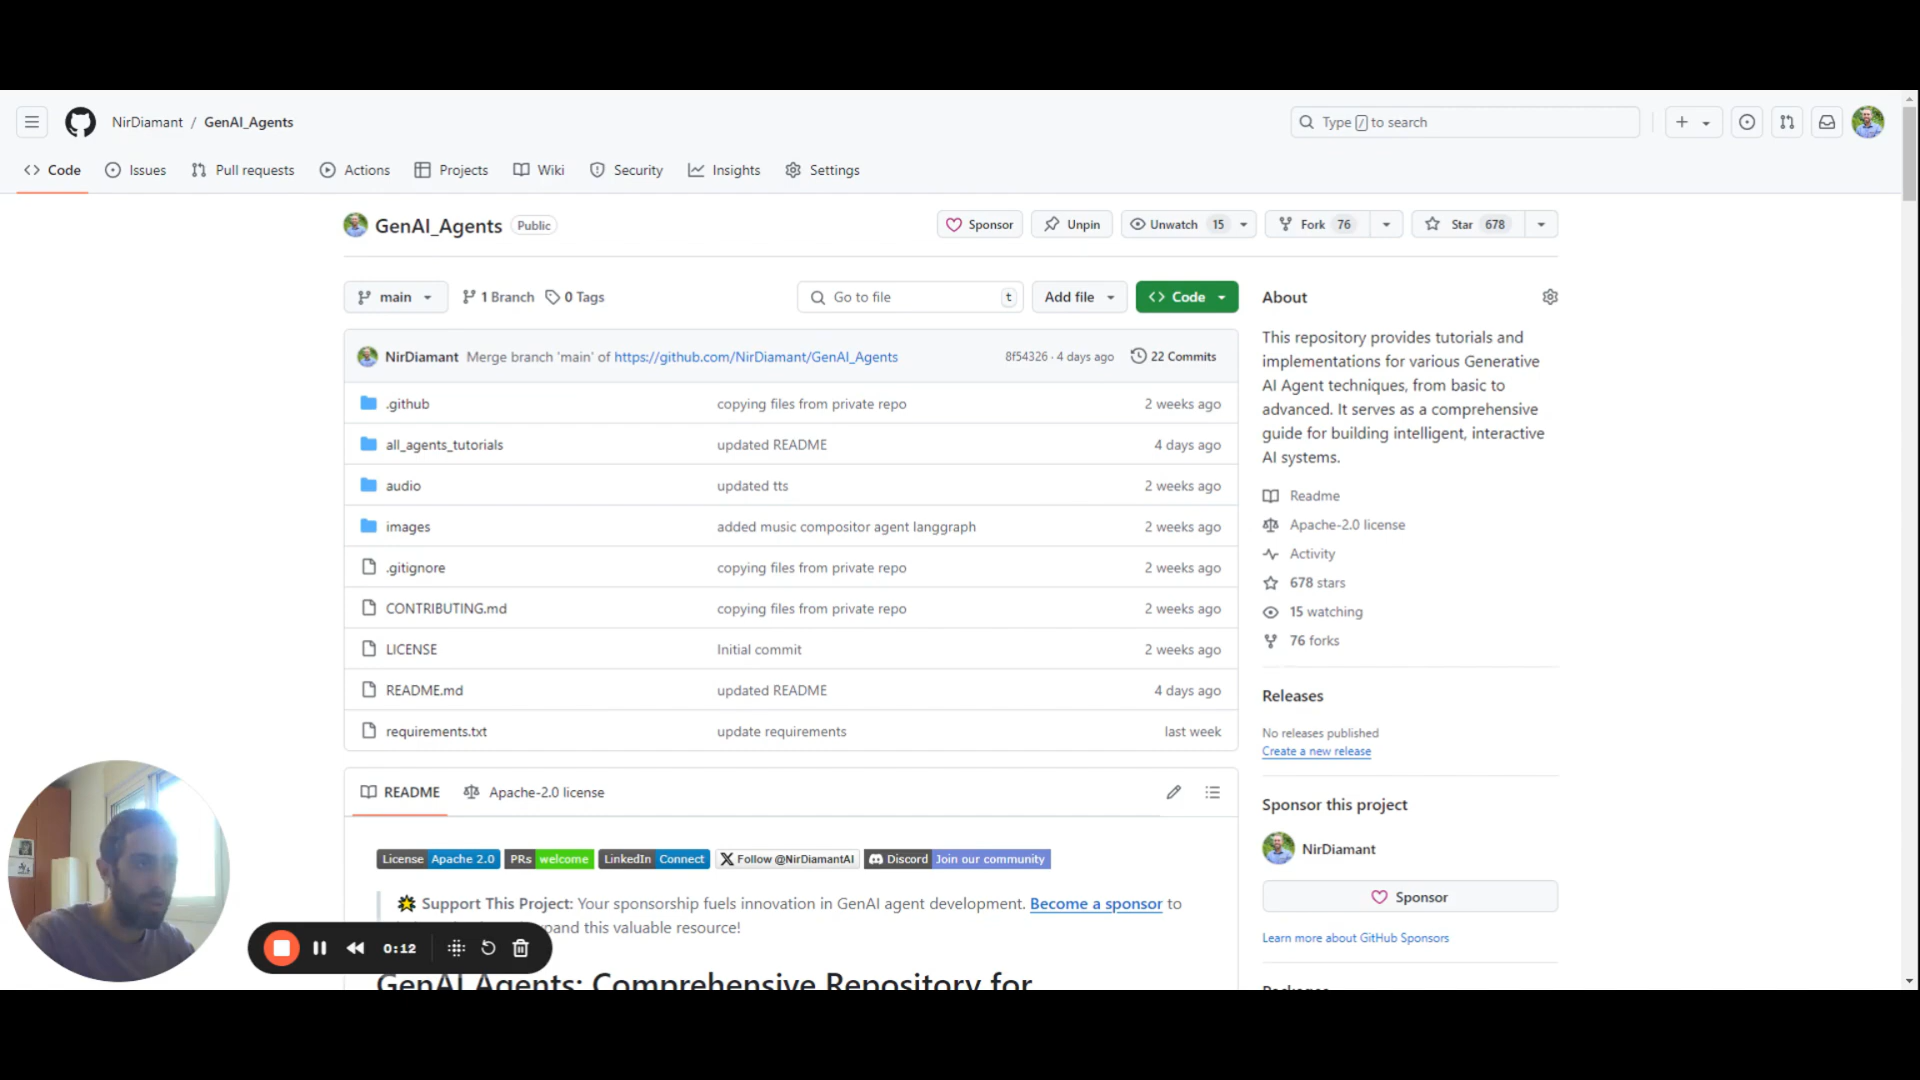 NirDiamant / GenAI_Agents
Type / to search
Code Issues Pull requests Actions Projects Wiki Security Insights Settings
GenAI_Agents Public
Sponsor Unpin Unwatch 15 Fork 76 Star 678
main 1 Branch 0 Tags Go to file t Add file Code
NirDiamant Merge branch 'main' of https://github.com/NirDiamant/GenAI_Agents 8f54326 · 4 days ago 22 Commits
.github copying files from private repo 2 weeks ago
all_agents_tutorials updated README 4 days ago
audio updated tts 2 weeks ago
images added music compositor agent langgraph 2 weeks ago
.gitignore copying files from private repo 2 weeks ago
CONTRIBUTING.md copying files from private repo 2 weeks ago
LICENSE Initial commit 2 weeks ago
README.md updated README 4 days ago
requirements.txt update requirements last week
README Apache-2.0 license
License Apache 2.0 PRs welcome LinkedIn Connect X Follow @NirDiamantAI Discord Join our community
Support This Project: Your sponsorship fuels innovation in GenAI agent development. Become a sponsor to
this valuable resource!
GenAI Agents: Comprehensive Repository for
0:12
About
This repository provides tutorials and
implementations for various Generative
AI Agent techniques, from basic to
advanced. It serves as a comprehensive
guide for building intelligent, interactive
AI systems.
Readme
Apache-2.0 license
Activity
678 stars
15 watching
76 forks
Releases
No releases published
Create a new release
Sponsor this project
NirDiamant
Sponsor
Learn more about GitHub Sponsors
Packages